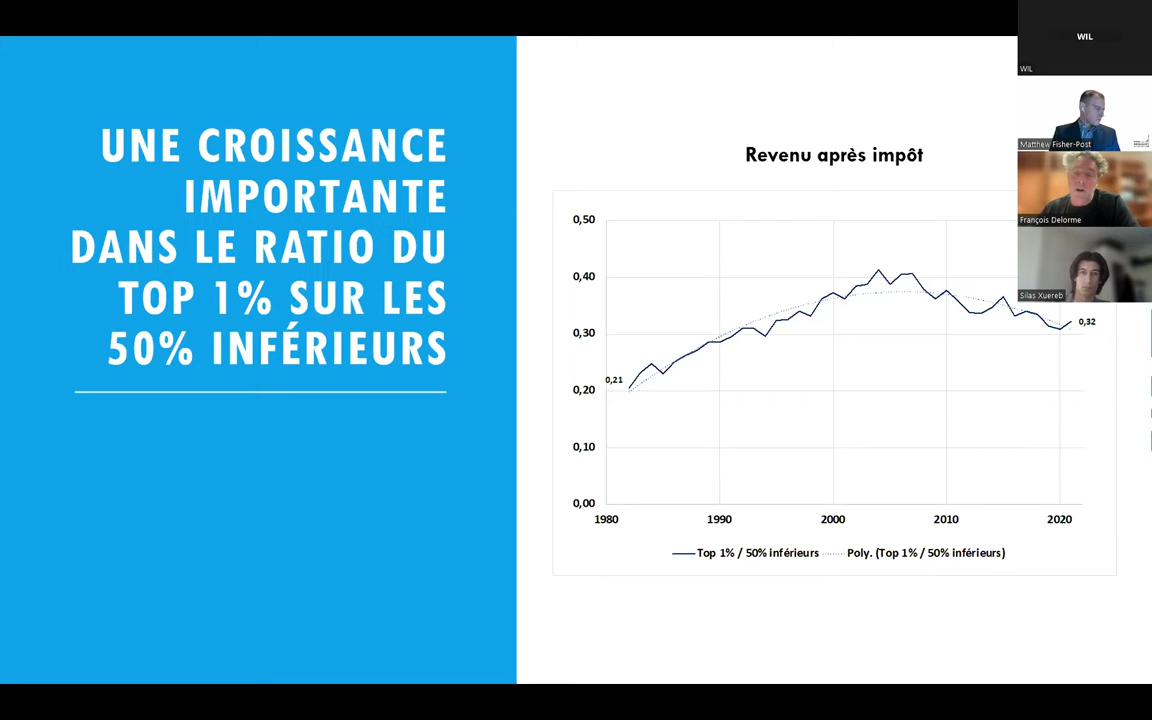 UNE CROISSANCE
IMPORTANTE
DANS LE RATIO DU
TOP 1% SUR LES
50% INFÉRIEURS
Revenu après impôt
0,50
0,40
0,30
0,20
0,10
0,00
0,21
0,32
1980
1990
2000
2010
2020
Top 1% / 50% inférieurs
Poly. (Top 1% / 50% inférieurs)
WIL
WIL
Matthew Fisher-Post
François Delorme
Silas Xuereb